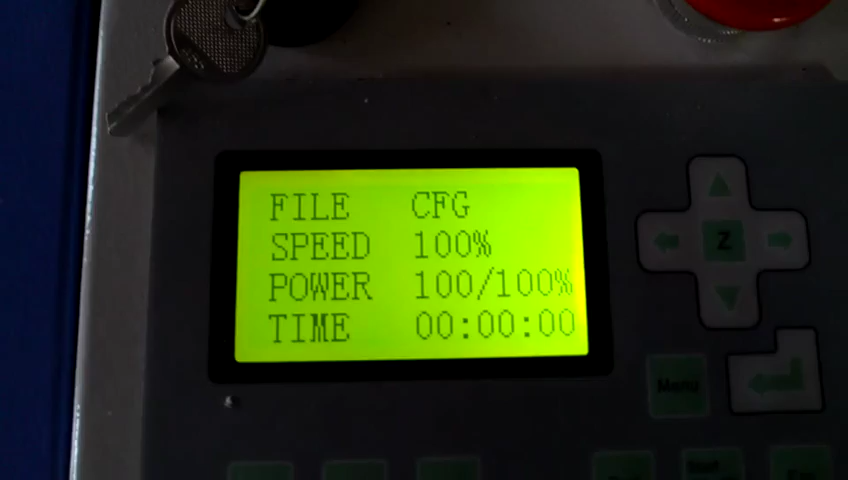 FILE CFG
SPEED 100%
POWER 100/100%
TIME 00:00:00
Z
Menu